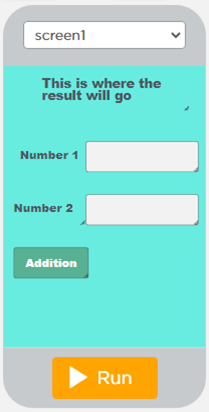 screen1
This is where the
result will go
Number 1
Number 2
Addition
Run